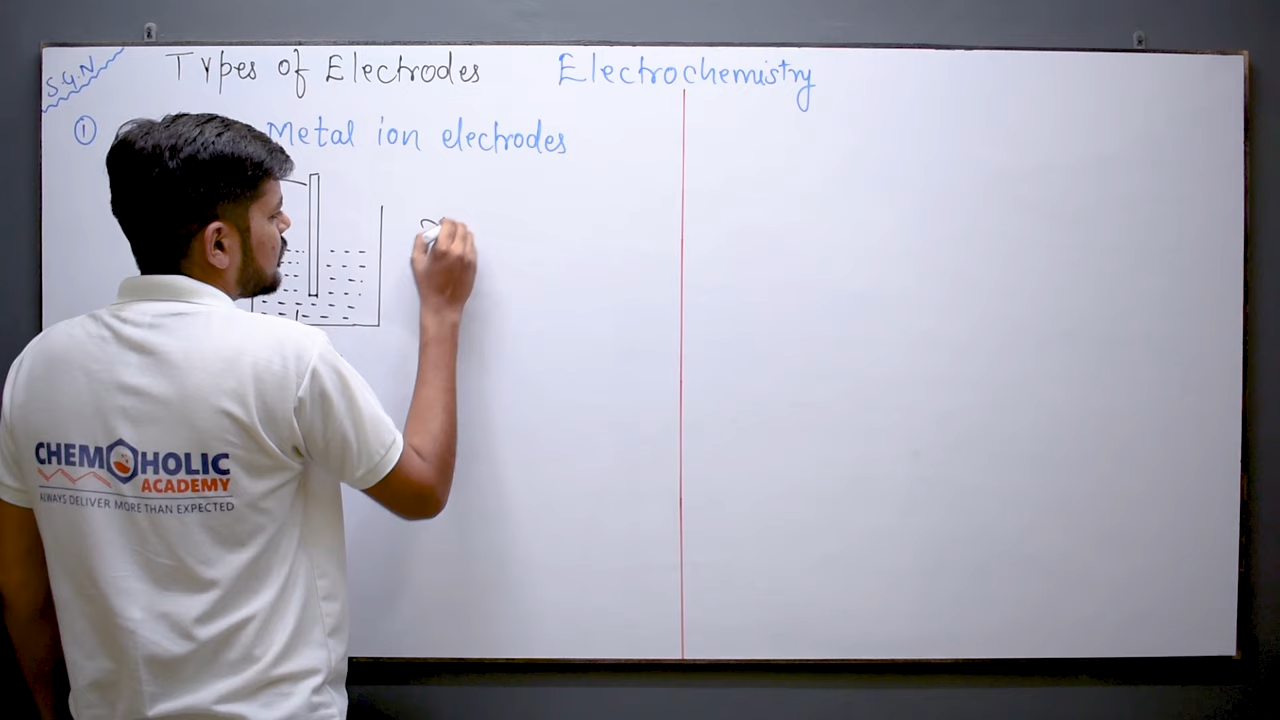 S.G.N
Types of Electrodes
Electrochemistry
1
Metal ion electrodes
CHEMOHOLIC
ACADEMY
ALWAYS DELIVER MORE THAN EXPECTED